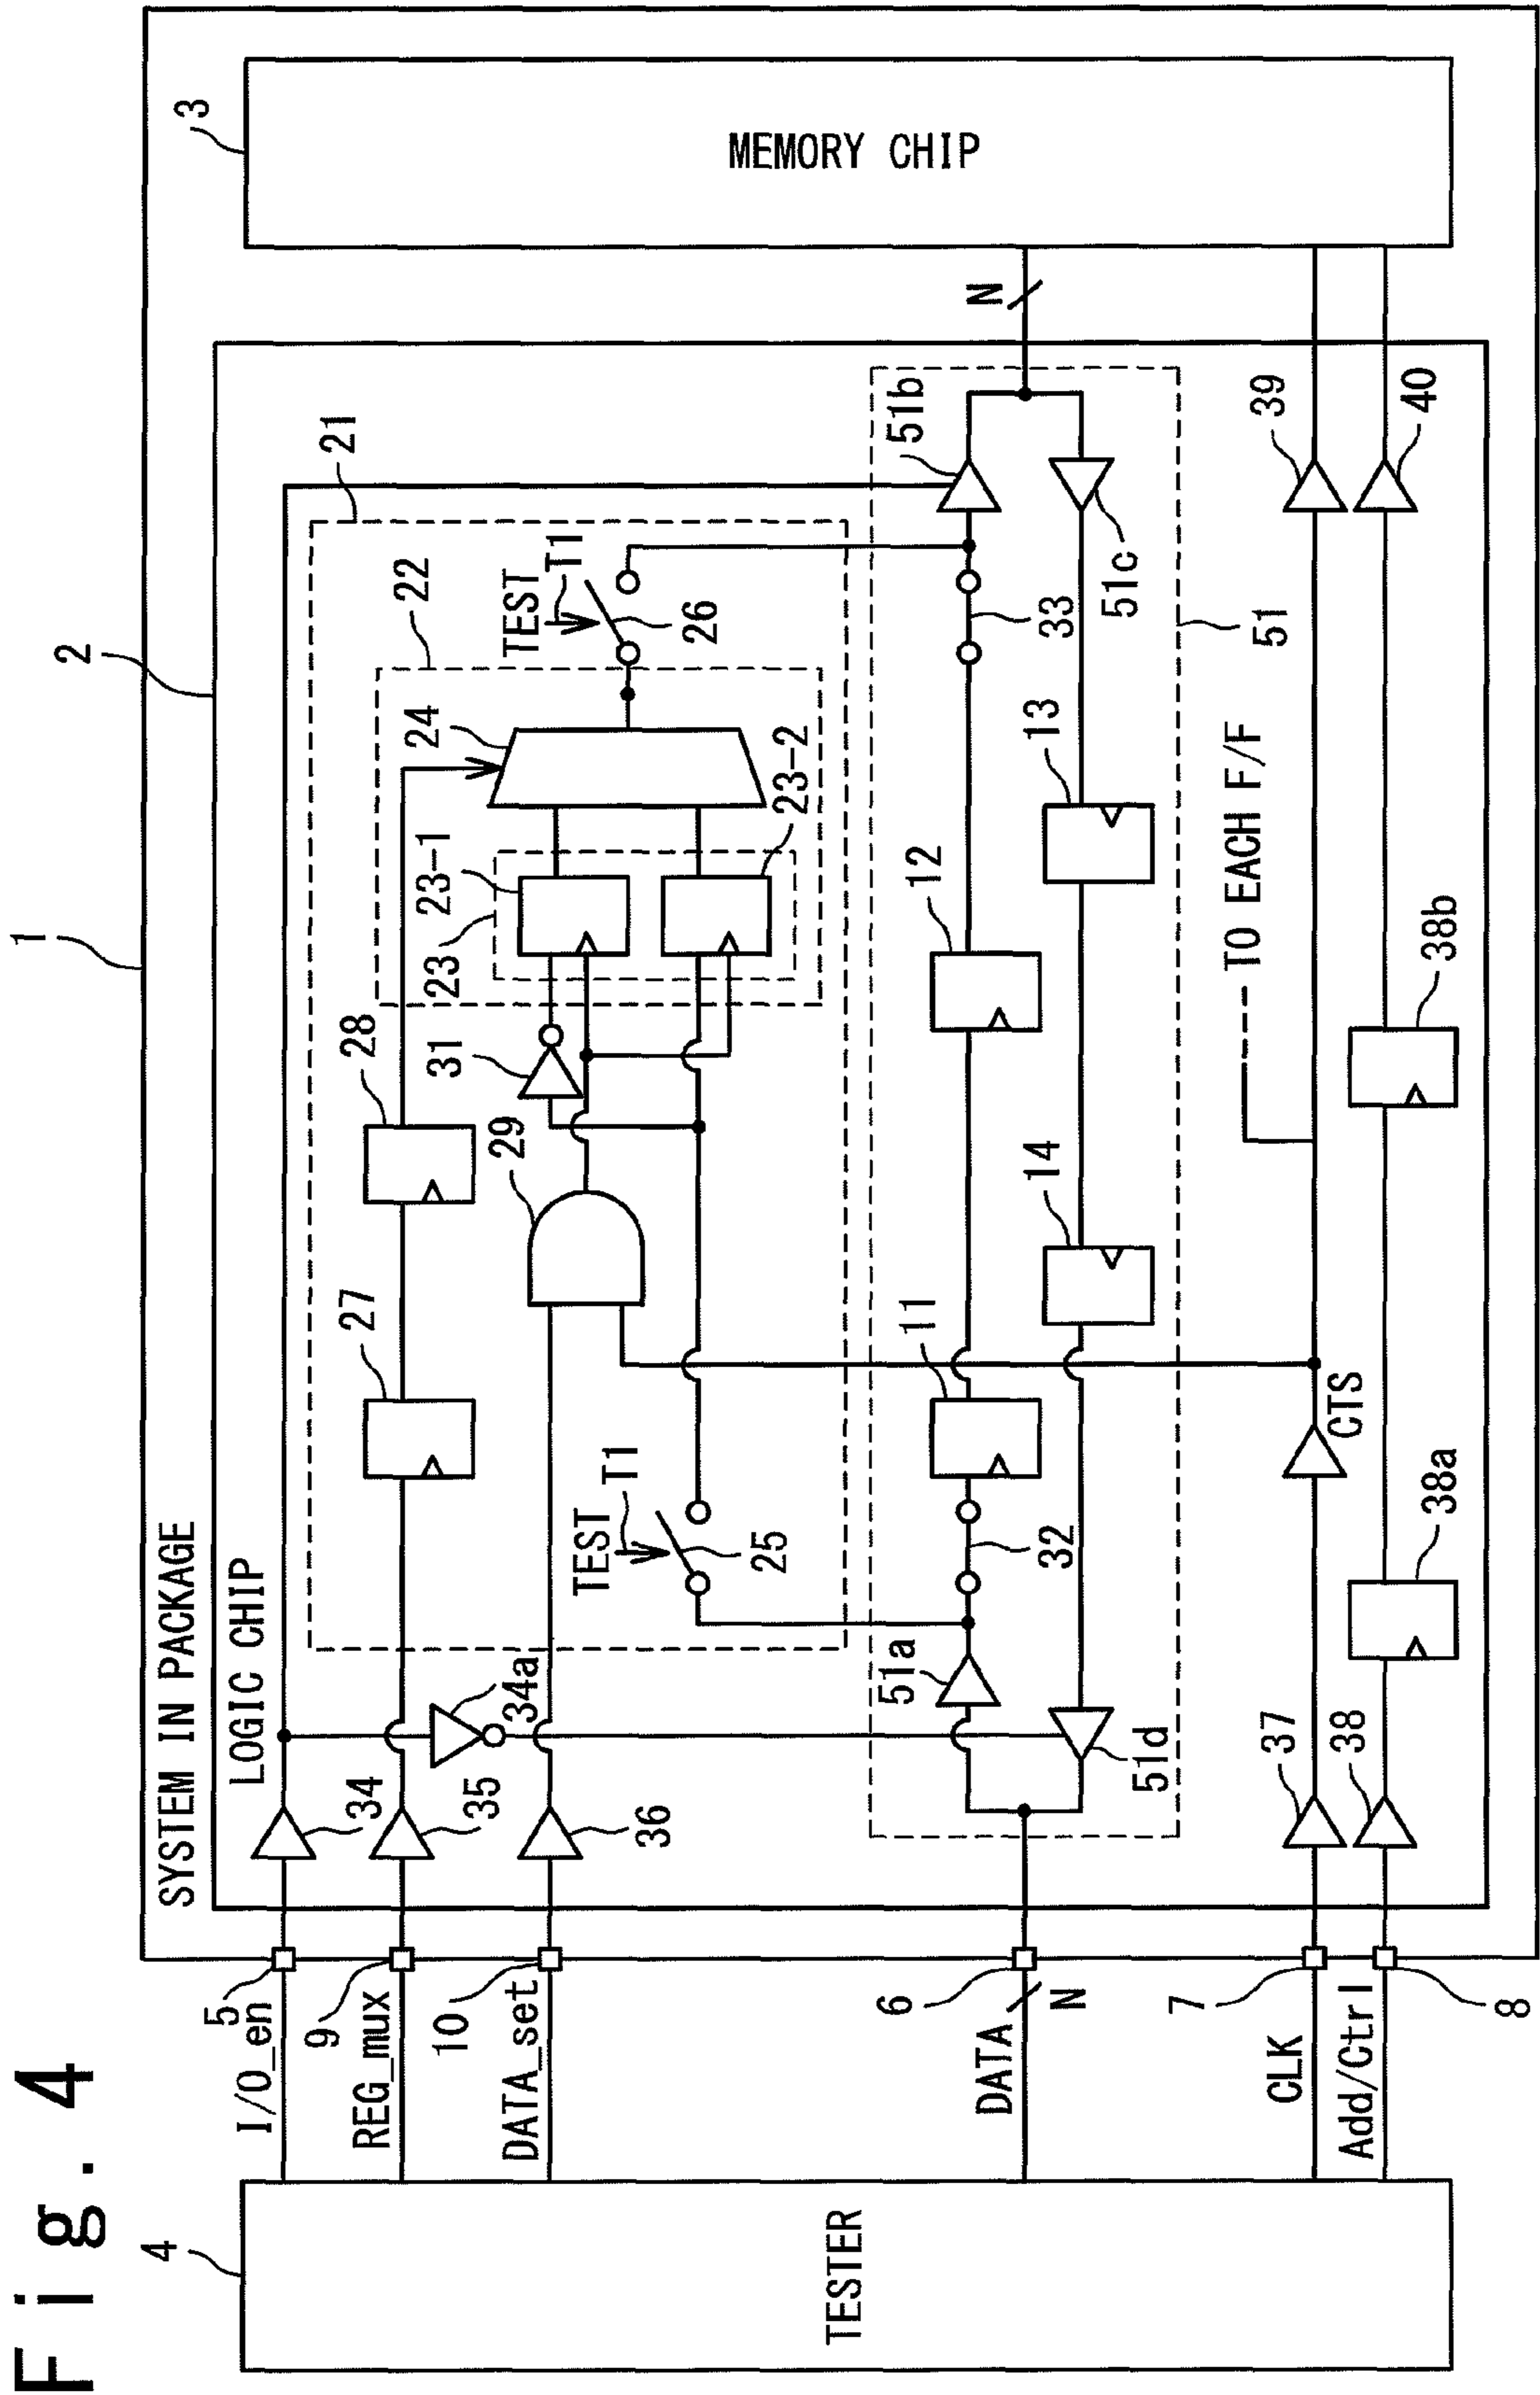 Fig. 4
1
SYSTEM IN PACKAGE
2
LOGIC CHIP
3
MEMORY CHIP
4
TESTER
I/O_en
5
REG_mux
9
DATA_set
10
DATA
6
N
CLK
7
Add/Ctrl
8
34
35
36
34a
27
28
21
22
24
23
23-1
23-2
31
29
TEST
T1
25
TEST
T1
26
51a
32
11
12
33
51b
51c
13
14
51d
51
N
37
CTS
TO EACH F/F
39
38
38a
38b
40